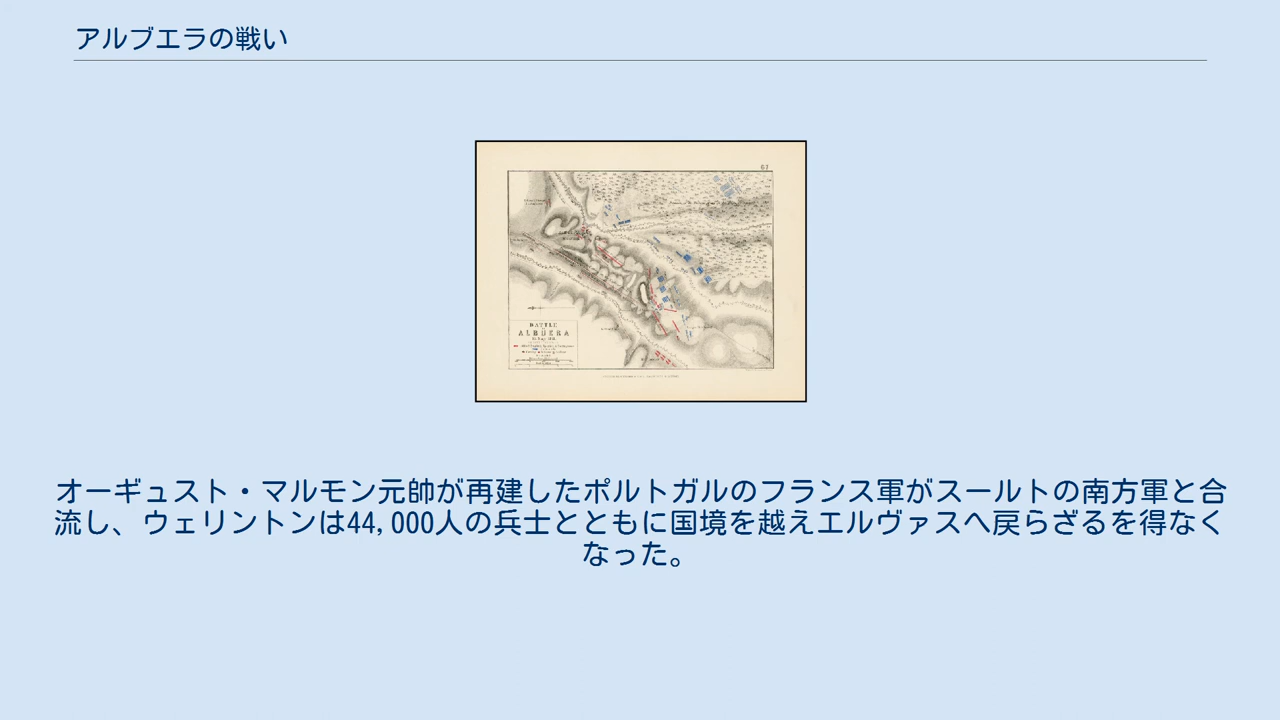 アルブエラの戦い
61
BATTLE
ALBUERA
オーギュスト・マルモン元帥が再建したポルトガルのフランス軍がスールトの南方軍と合
流し、ウェリントンは44,000人の兵士とともに国境を越えエルヴァスへ戻らざるを得なく
なった。